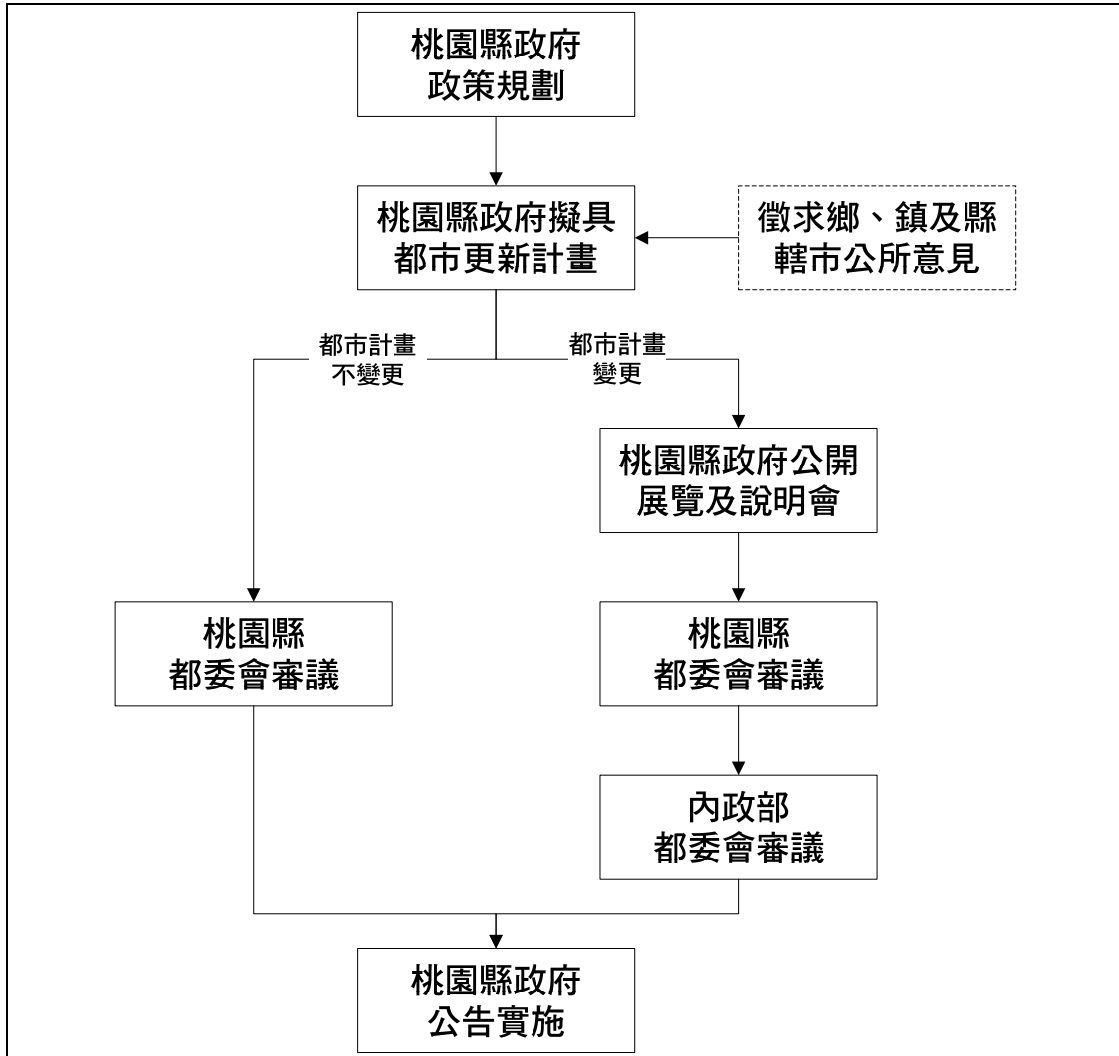 桃園縣政府
政策規劃
桃園縣政府擬具
都市更新計畫
徵求鄉、鎮及縣
轄市公所意見
都市計畫
不變更
都市計畫
變更
桃園縣政府公開
展覽及說明會
桃園縣
都委會審議
桃園縣
都委會審議
內政部
都委會審議
桃園縣政府
公告實施